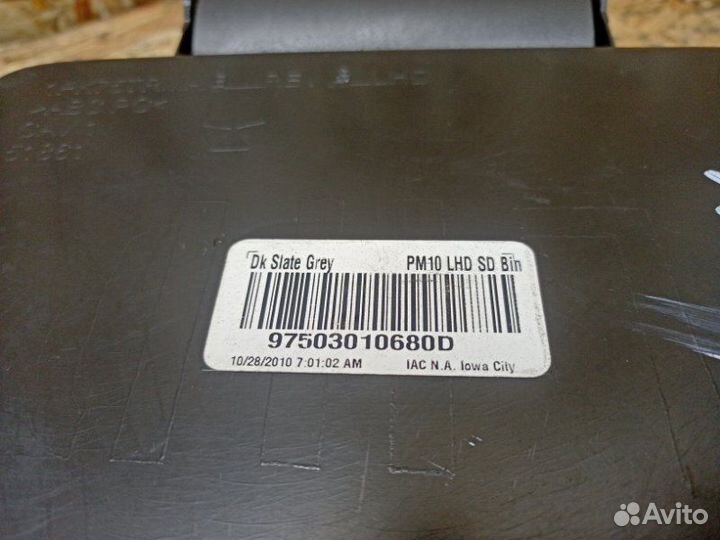 Dk Slate Grey PM10 LHD SD Bin
97503010680D
10/28/2010 7:01:02 AM IAC N.A. Iowa City
Avito